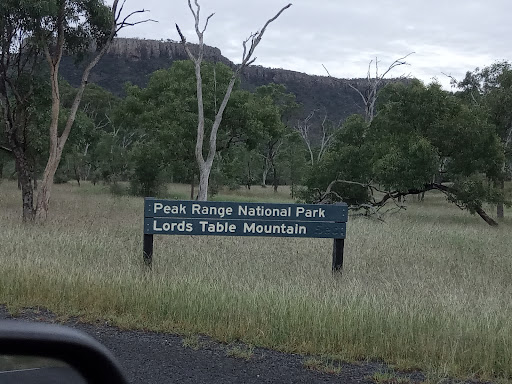 Peak Range National Park
Lords Table Mountain